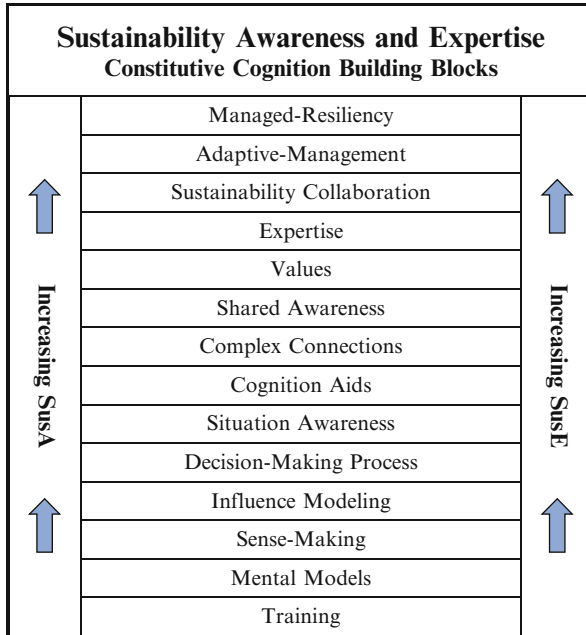 Sustainability Awareness and Expertise
Constitutive Cognition Building Blocks
Managed-Resiliency
Adaptive-Management
Sustainability Collaboration
Expertise
Values
Shared Awareness
Complex Connections
Cognition Aids
Situation Awareness
Decision-Making Process
Influence Modeling
Sense-Making
Mental Models
Training
Increasing SusA
Increasing SusE